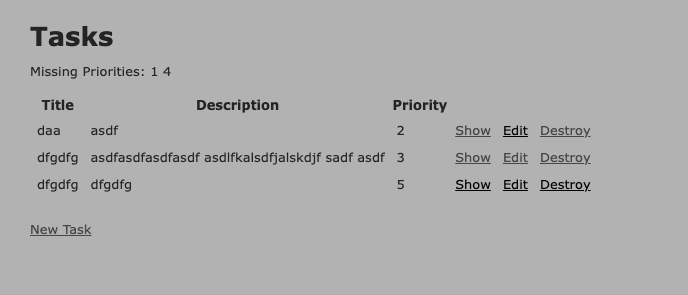 Tasks
Missing Priorities: 1 4
Title Description Priority
daa asdf 2 Show Edit Destroy
dfgdfg asdfasdfasdfasdf asdlfkalsdfjalskdjf sadf asdf 3 Show Edit Destroy
dfgdfg dfgdfg 5 Show Edit Destroy
New Task